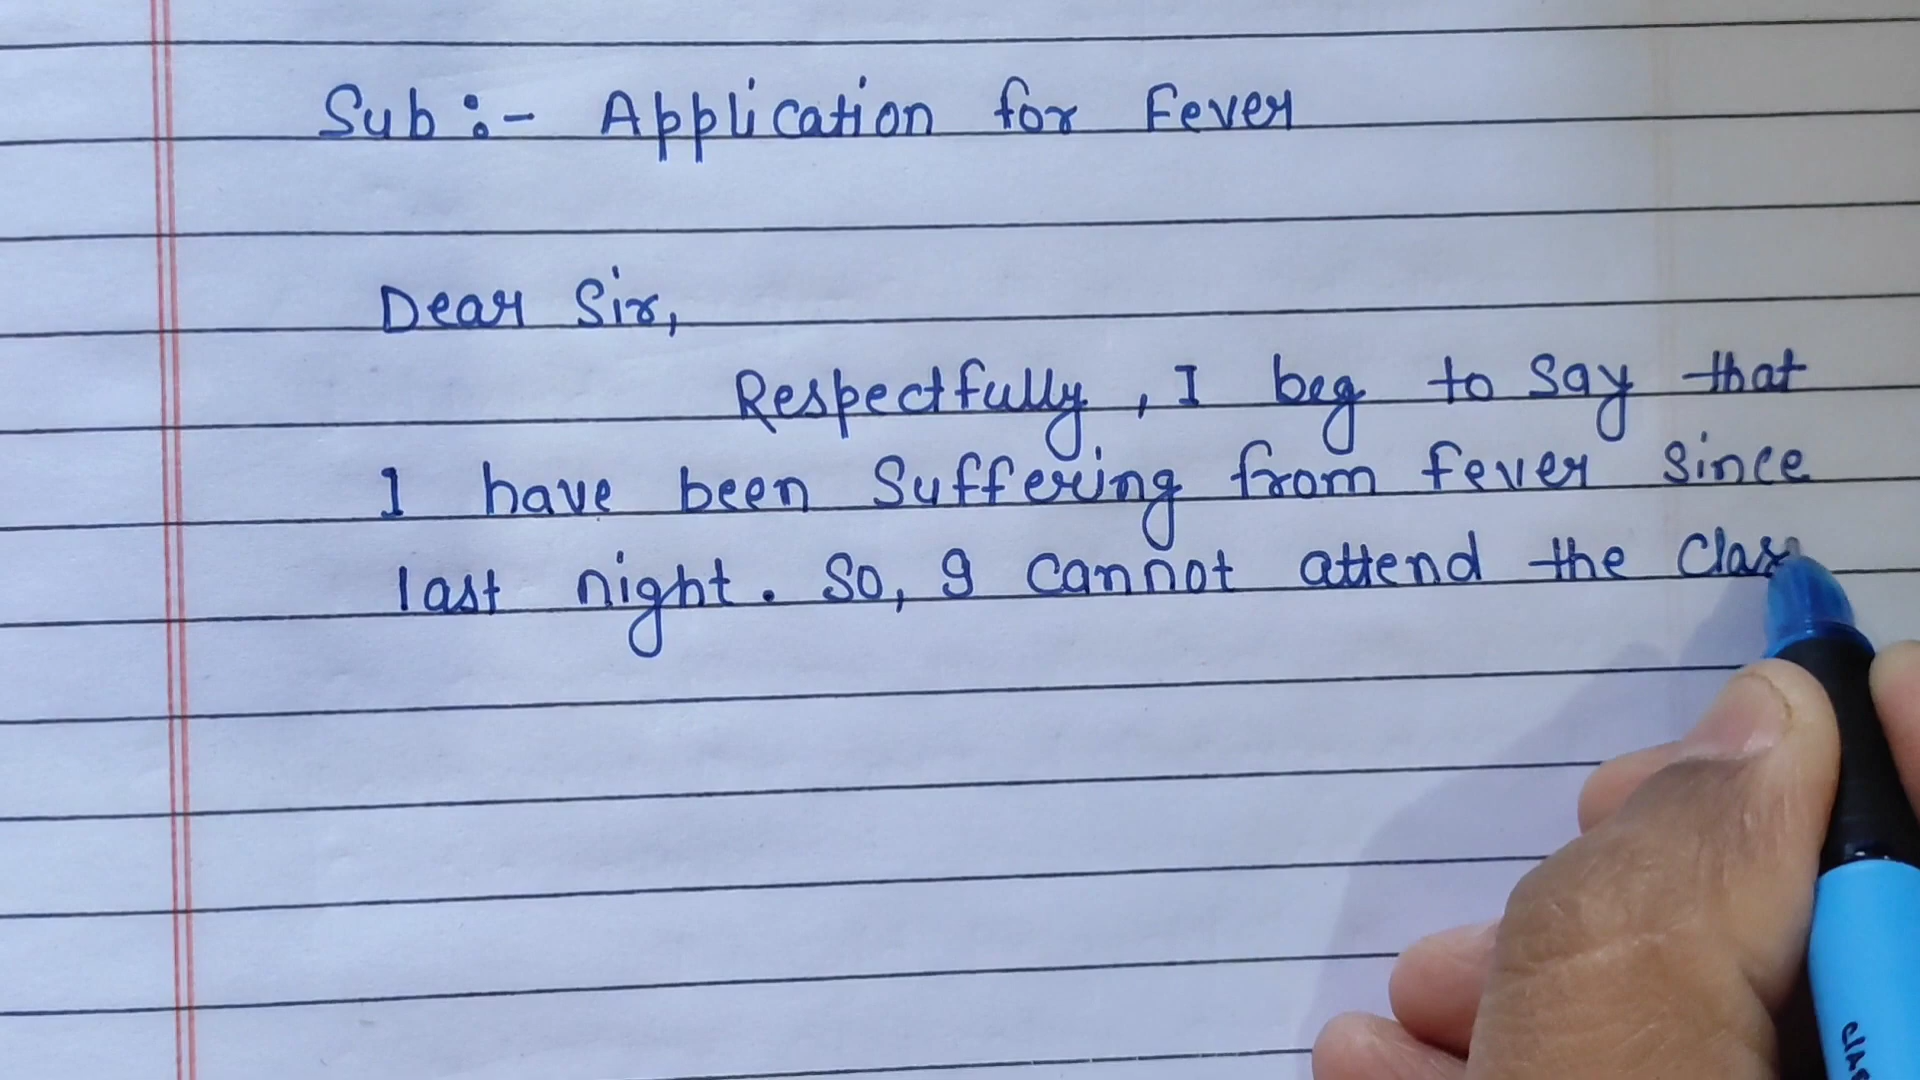 Sub :- Application for Fever
Dear Sir,
Respectfully, I beg to say that
I have been Suffering from fever since
last night. So, I cannot attend the Clas